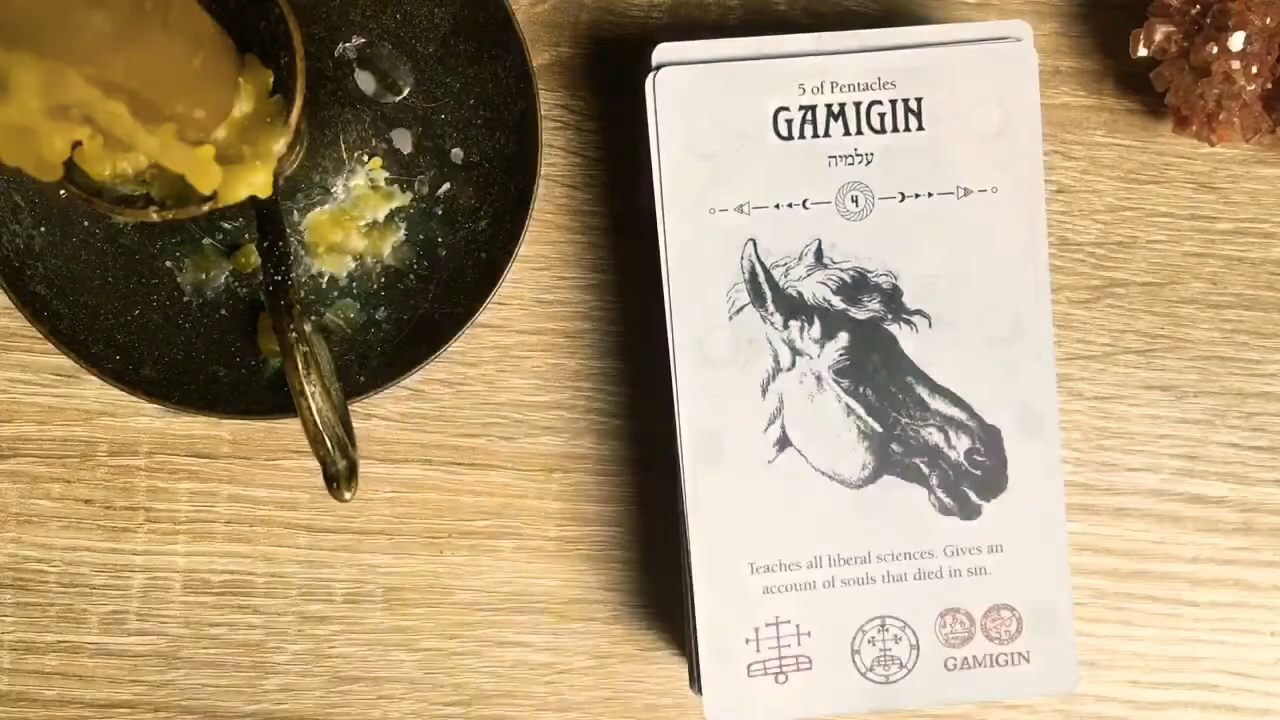 5 of Pentacles
GAMIGIN
עלמיה
4
Teaches all liberal sciences. Gives an
account of souls that died in sin.
GAMIGIN